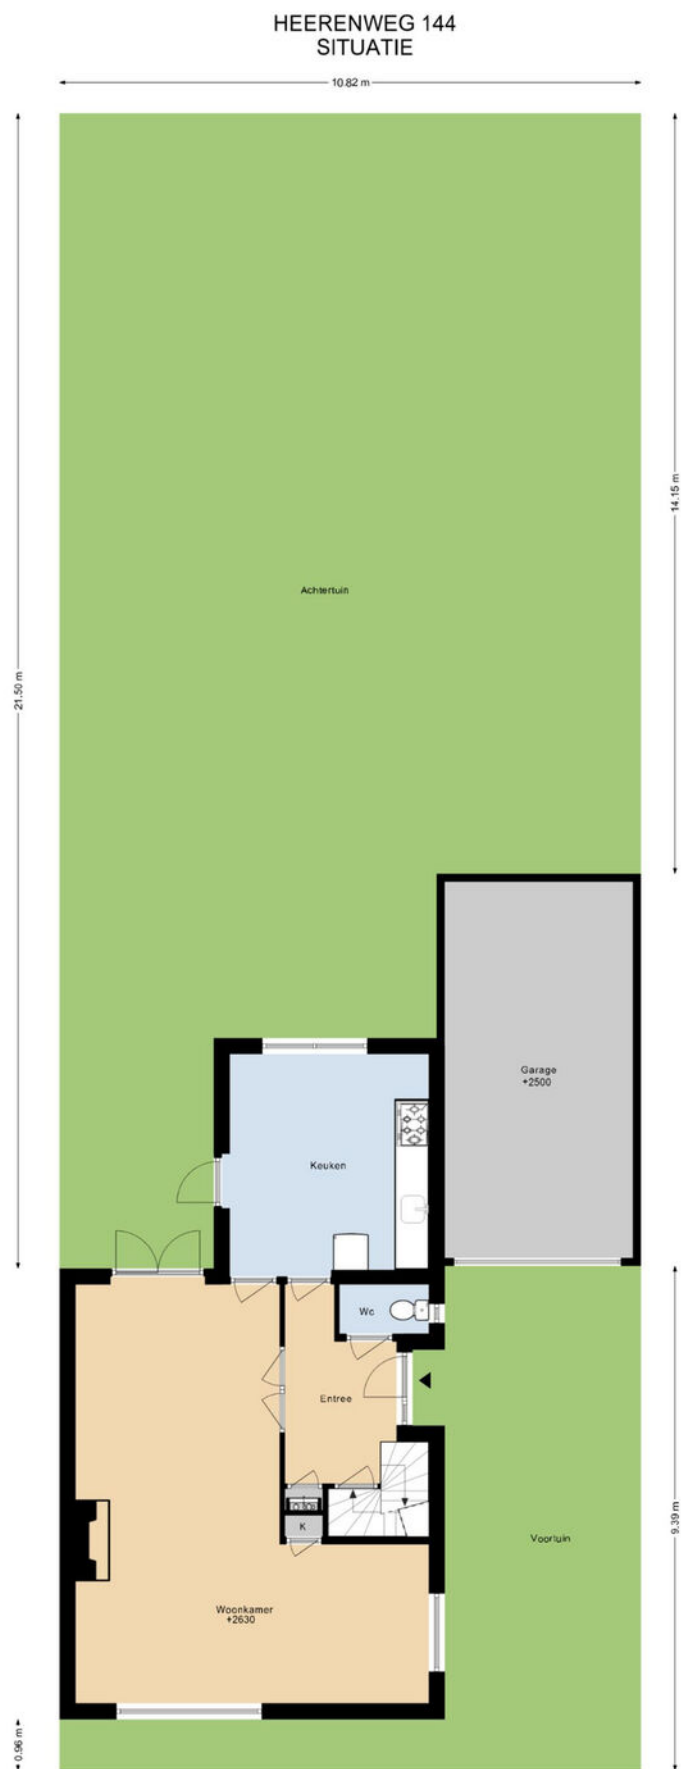 HEERENWEG 144
SITUATIE
10.82 m
14.15 m
Achtertuin
21.50 m
Garage
+2500
Keuken
Wc
Entree
K
9.39 m
Voortuin
Woonkamer
+2630
0.96 m